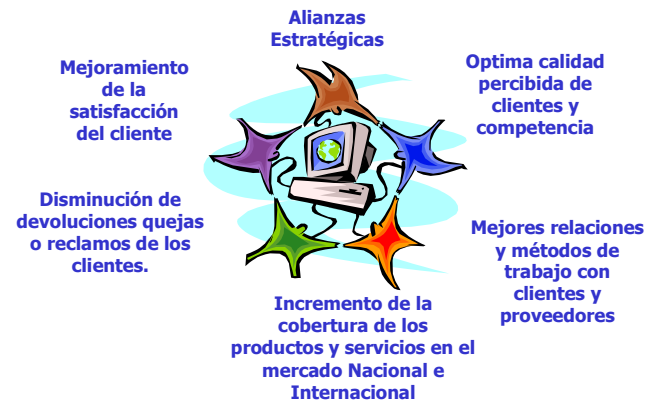 Alianzas
Estratégicas
Mejoramiento
de la
satisfacción
del cliente
Optima calidad
percibida de
clientes y
competencia
Disminución de
devoluciones quejas
o reclamos de los
clientes.
Mejores relaciones
y métodos de
trabajo con
clientes y
proveedores
Incremento de la
cobertura de los
productos y servicios en el
mercado Nacional e
Internacional